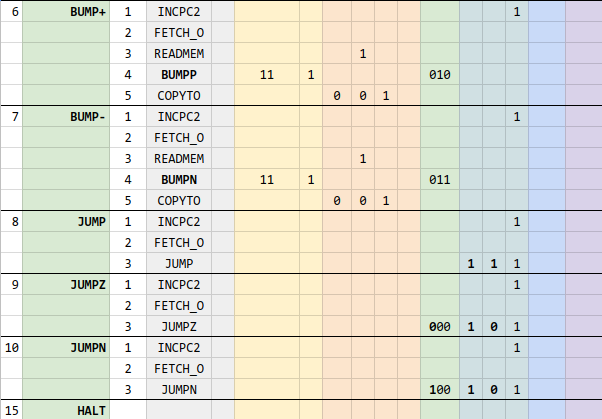 6 BUMP+ 1 INCPC2 1
2 FETCH_O
3 READMEM 1
4 BUMPP 11 1 010
5 COPYTO 0 0 1
7 BUMP- 1 INCPC2 1
2 FETCH_O
3 READMEM 1
4 BUMPN 11 1 011
5 COPYTO 0 0 1
8 JUMP 1 INCPC2 1
2 FETCH_O
3 JUMP 1 1 1
9 JUMPZ 1 INCPC2 1
2 FETCH_O
3 JUMPZ 000 1 0 1
10 JUMPN 1 INCPC2 1
2 FETCH_O
3 JUMPN 100 1 0 1
15 HALT